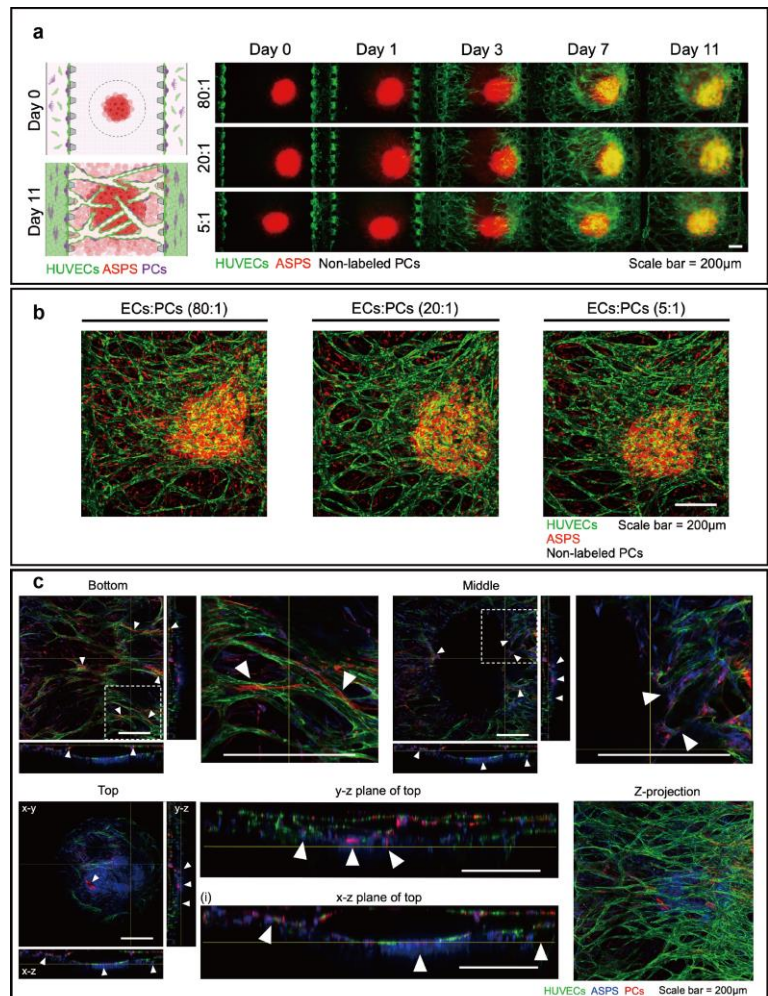 a
Day 0 Day 1 Day 3 Day 7 Day 11
Day 0
Day 11
80:1
20:1
5:1
HUVECs ASPS PCs
HUVECs ASPS Non-labeled PCs
Scale bar = 200μm
b
ECs:PCs (80:1) ECs:PCs (20:1) ECs:PCs (5:1)
HUVECs Scale bar = 200μm
ASPS
Non-labeled PCs
c
Bottom
Middle
Top
x-y
y-z
x-z
y-z plane of top
(i)
x-z plane of top
Z-projection
HUVECs ASPS PCs Scale bar = 200μm